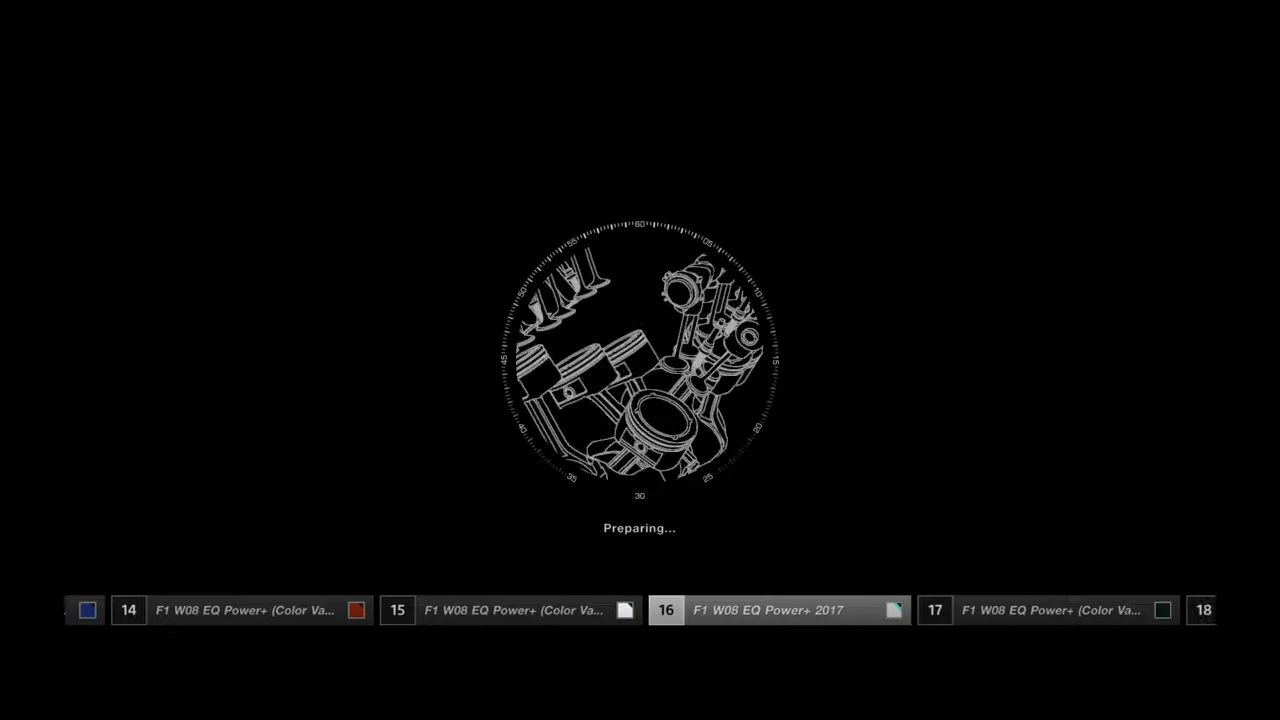 60
55
05
50
10
45
15
40
20
35
25
30
Preparing...
14 F1 W08 EQ Power+ (Color Va...
15 F1 W08 EQ Power+ (Color Va...
16 F1 W08 EQ Power+ 2017
17 F1 W08 EQ Power+ (Color Va...
18